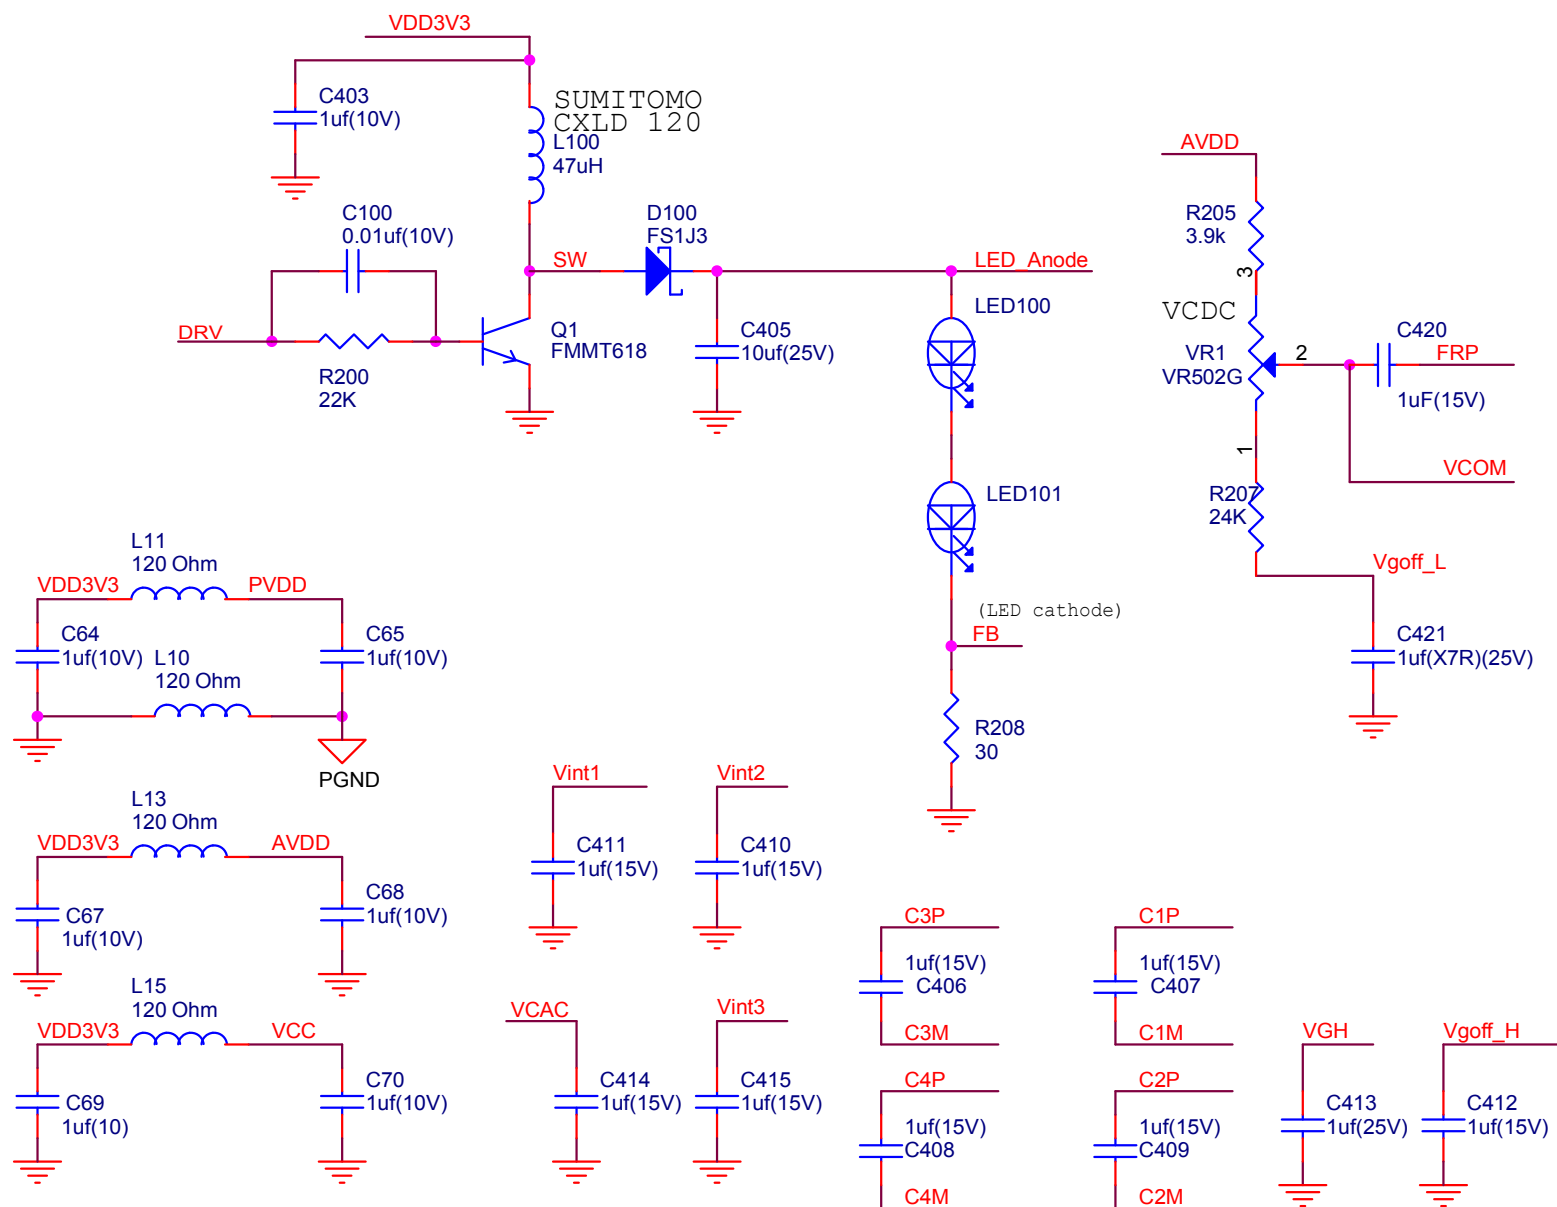 VDD3V3
C403
1uf(10V)
SUMITOMO
CXLD 120
L100
47uH
C100
0.01uf(10V)
D100
FS1J3
SW
LED_Anode
DRV
R200
22K
Q1
FMMT618
C405
10uf(25V)
LED100
LED101
(LED cathode)
FB
R208
30
AVDD
R205
3.9k
3
VCDC
VR1
VR502G
2
C420
FRP
1uF(15V)
1
VCOM
R207
24K
Vgoff_L
C421
1uf(X7R)(25V)
L11
120 Ohm
VDD3V3
PVDD
C64
1uf(10V)
C65
1uf(10V)
L10
120 Ohm
PGND
L13
120 Ohm
VDD3V3
AVDD
C67
1uf(10V)
C68
1uf(10V)
L15
120 Ohm
VDD3V3
VCC
C69
1uf(10)
C70
1uf(10V)
Vint1
C411
1uf(15V)
Vint2
C410
1uf(15V)
VCAC
C414
1uf(15V)
Vint3
C415
1uf(15V)
C3P
1uf(15V)
C406
C3M
C1P
1uf(15V)
C407
C1M
C4P
1uf(15V)
C408
C4M
C2P
1uf(15V)
C409
C2M
VGH
C413
1uf(25V)
Vgoff_H
C412
1uf(15V)